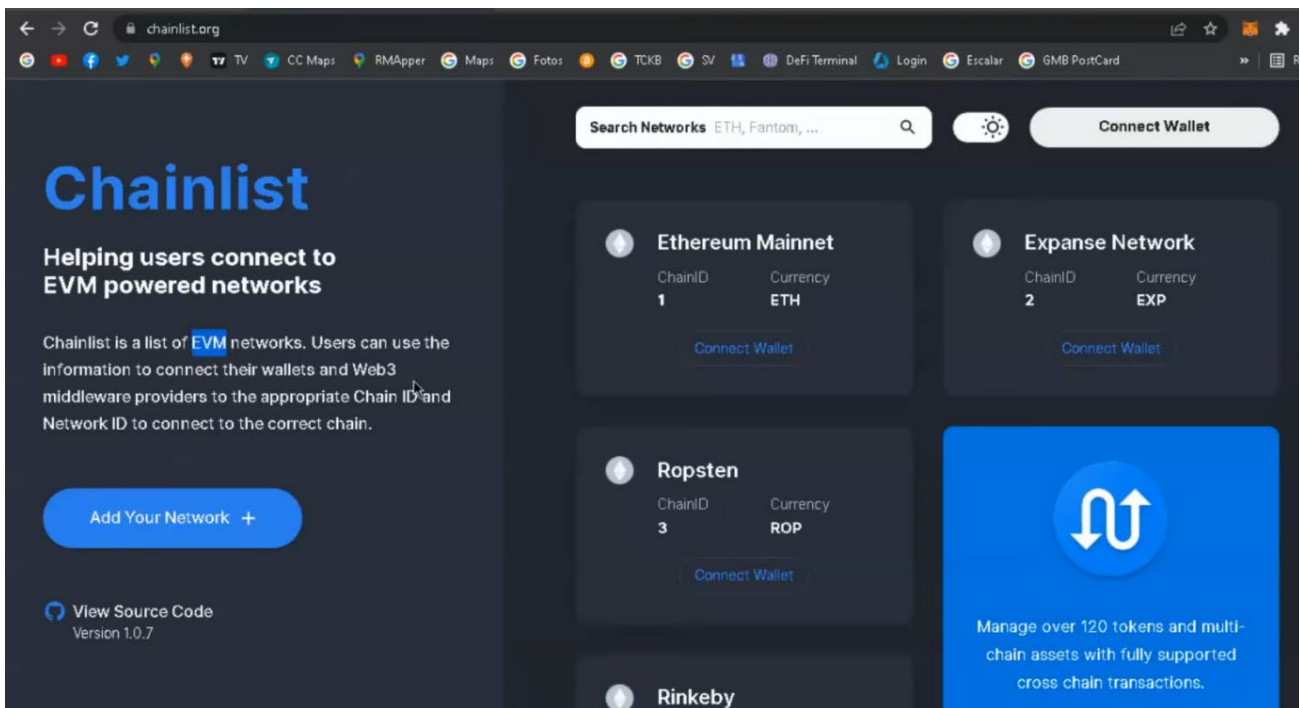 chainlist.org
TV
CC Maps
RMApper
Maps
Fotos
TCKB
SV
DeFi Terminal
Login
Escalar
GMB PostCard
»
Chainlist
Helping users connect to
EVM powered networks
Chainlist is a list of EVM networks. Users can use the
information to connect their wallets and Web3
middleware providers to the appropriate Chain ID and
Network ID to connect to the correct chain.
Add Your Network +
View Source Code
Version 1.0.7
Search Networks ETH, Fantom, ...
Connect Wallet
Ethereum Mainnet
ChainID Currency
1 ETH
Connect Wallet
Expanse Network
ChainID Currency
2 EXP
Connect Wallet
Ropsten
ChainID Currency
3 ROP
Connect Wallet
Manage over 120 tokens and multi-
chain assets with fully supported
cross chain transactions.
Rinkeby